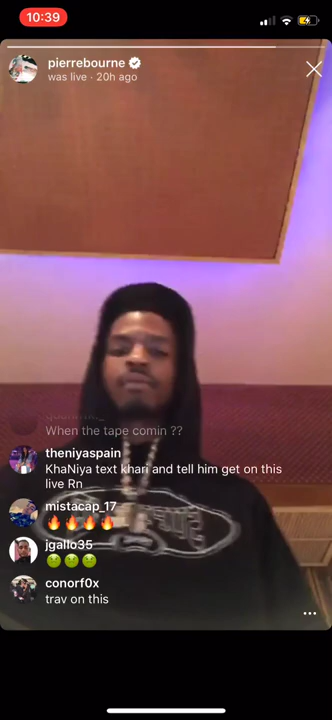 10:39
pierrebourne
was live · 20h ago
When the tape comin ??
theniyaspain
KhaNiya text khari and tell him get on this
live Rn
mistacap_17
🔥🔥🔥🔥
jgallo35
🤢🤢🤢
conorf0x
trav on this